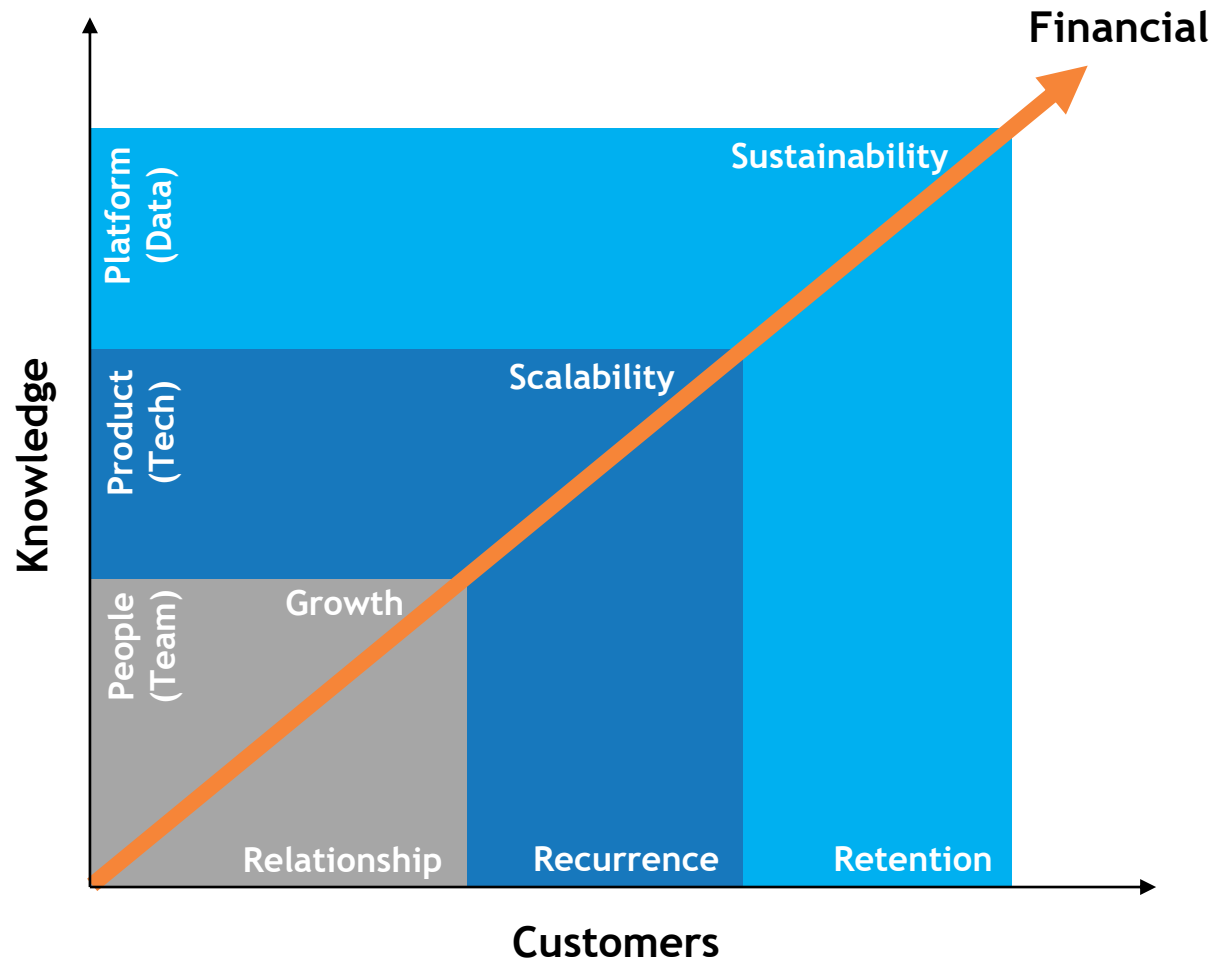 Financial
Sustainability
Platform
(Data)
Scalability
Product
(Tech)
Knowledge
Growth
People
(Team)
Relationship
Recurrence
Retention
Customers